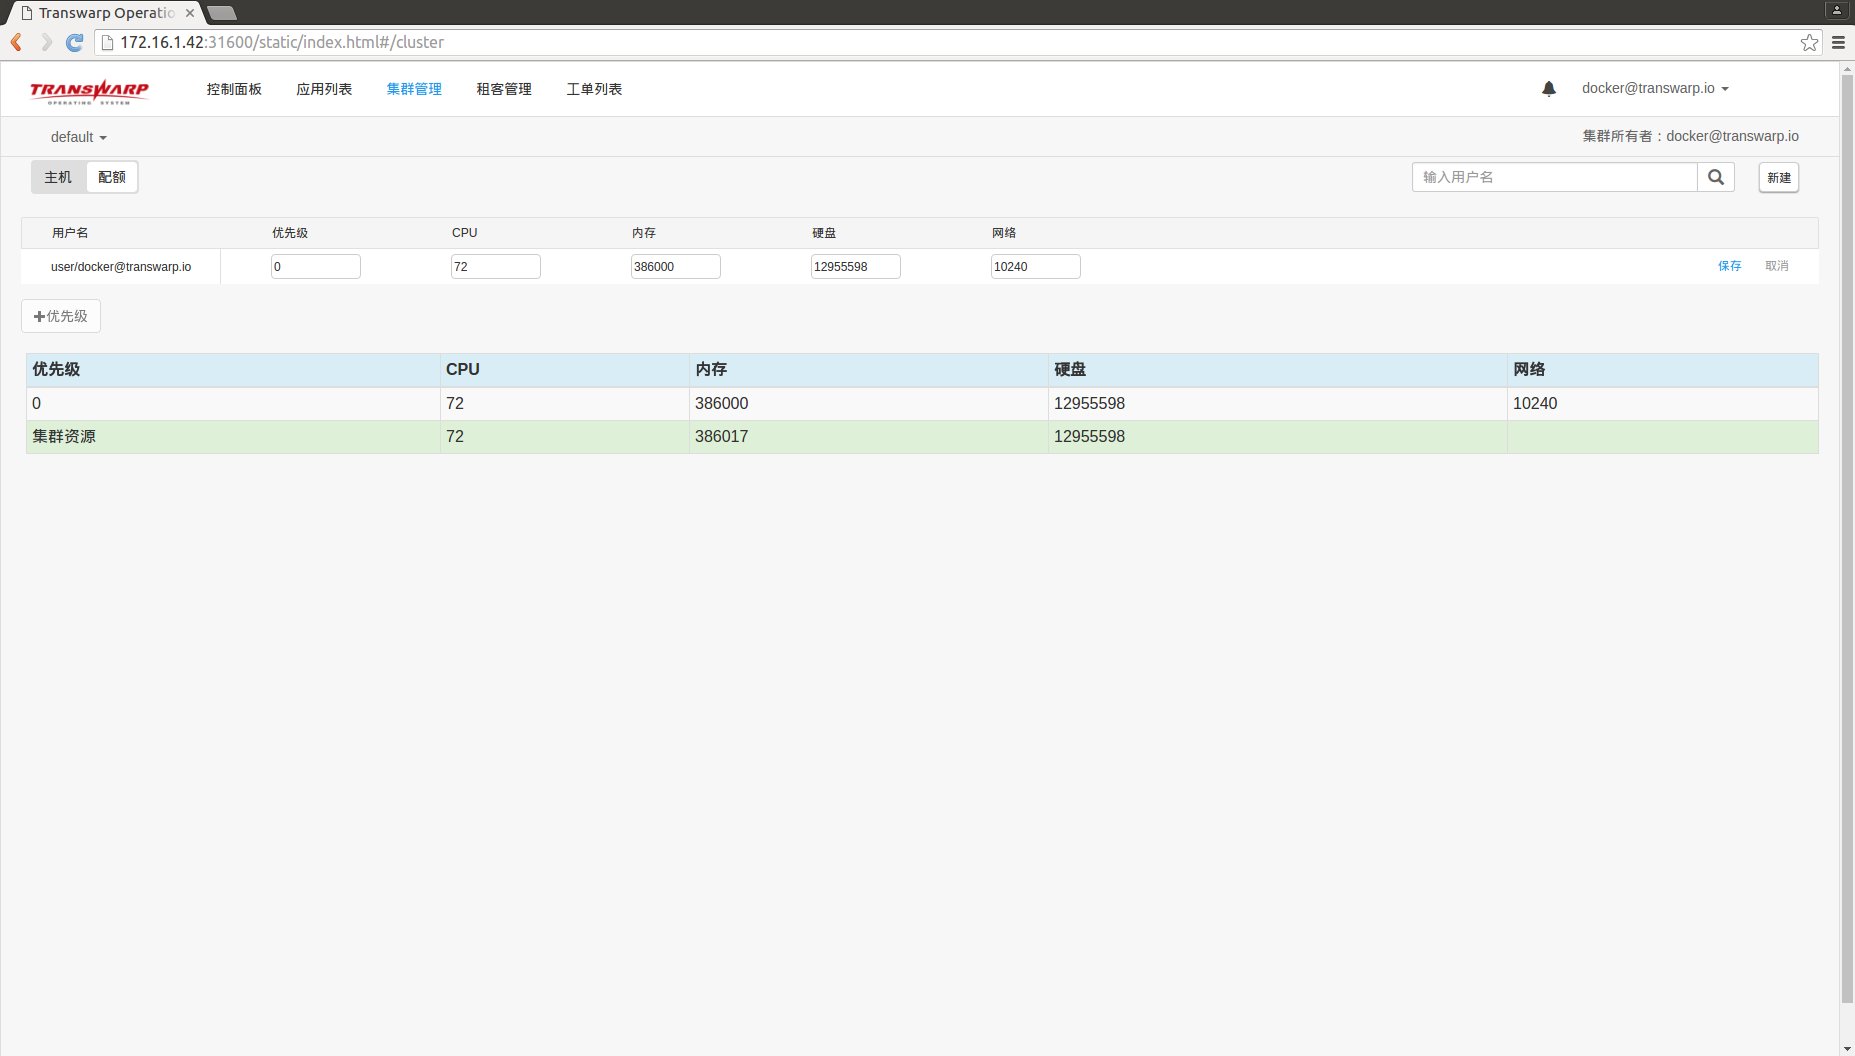 Transwarp Operatio
172.16.1.42:31600/static/index.html#/cluster
TRANSWARP
OPERATING SYSTEM
控制面板 应用列表 集群管理 租客管理 工单列表 docker@transwarp.io
default 集群所有者：docker@transwarp.io
主机 配额 输入用户名 新建
用户名 优先级 CPU 内存 硬盘 网络
user/docker@transwarp.io 0 72 386000 12955598 10240 保存 取消
优先级
优先级 CPU 内存 硬盘 网络
0 72 386000 12955598 10240
集群资源 72 386017 12955598